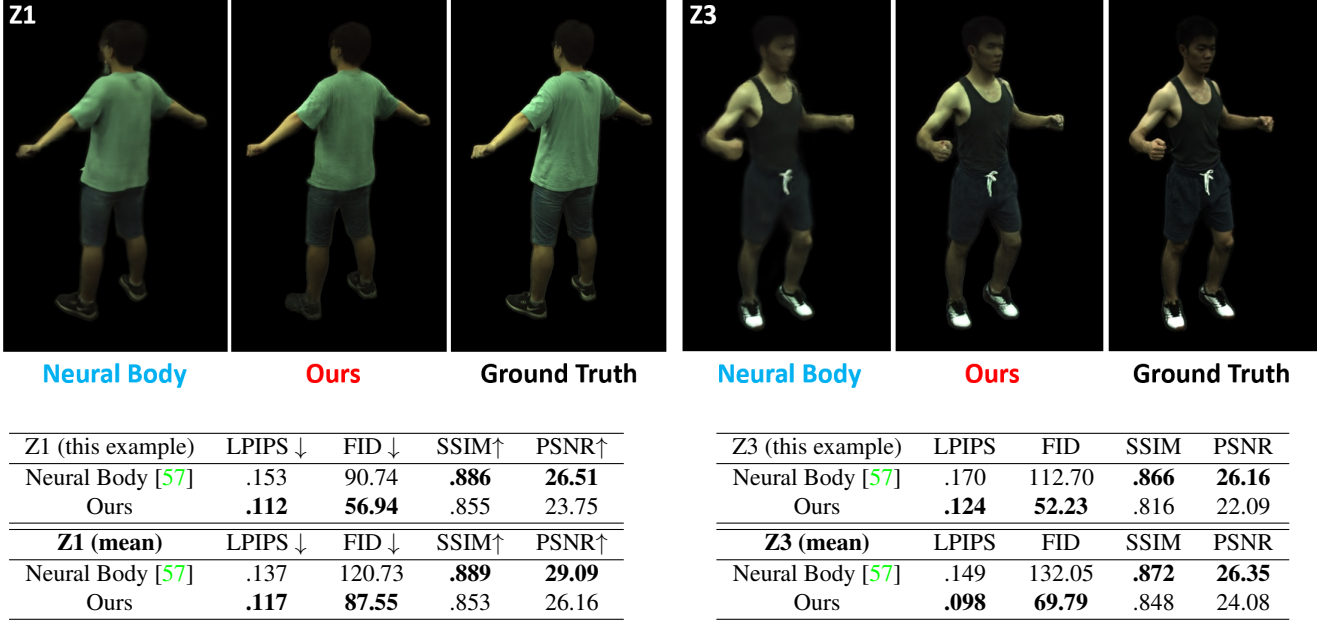 Z1
Z3
Neural Body Ours Ground Truth
Neural Body Ours Ground Truth
Z1 (this example) LPIPS ↓ FID ↓ SSIM↑ PSNR↑
Neural Body [57] .153 90.74 .886 26.51
Ours .112 56.94 .855 23.75
Z1 (mean) LPIPS ↓ FID ↓ SSIM↑ PSNR↑
Neural Body [57] .137 120.73 .889 29.09
Ours .117 87.55 .853 26.16
Z3 (this example) LPIPS FID SSIM PSNR
Neural Body [57] .170 112.70 .866 26.16
Ours .124 52.23 .816 22.09
Z3 (mean) LPIPS FID SSIM PSNR
Neural Body [57] .149 132.05 .872 26.35
Ours .098 69.79 .848 24.08